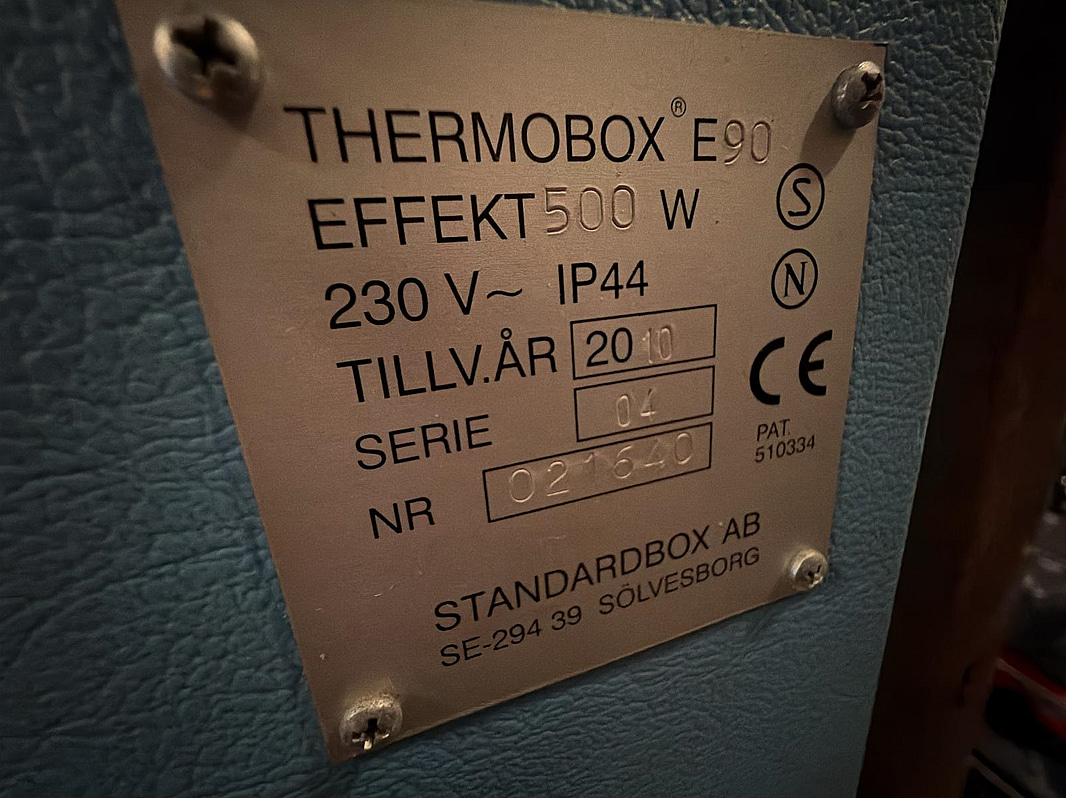 THERMOBOX® E90
EFFEKT 500 W
230 V~ IP44
TILLV.ÅR 2010
SERIE 04
NR 021640
S
N
CE
PAT.
510334
STANDARDBOX AB
SE-294 39 SÖLVESBORG